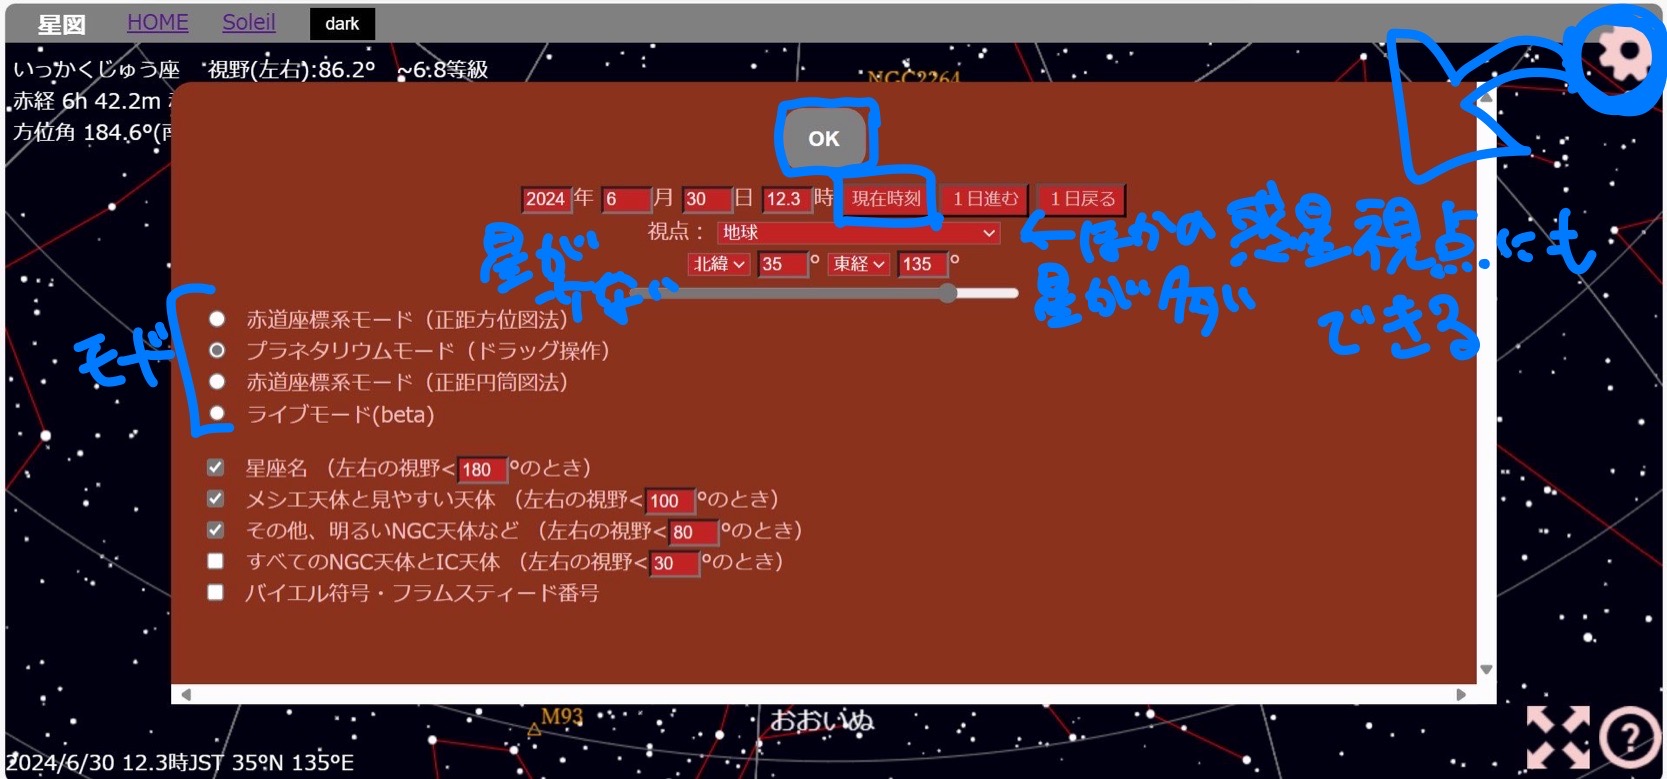 星図 HOME Soleil dark
いっかくじゅう座 視野(左右):86.2° ~6.8等級
NGC2264
赤経 6h 42.2m
方位角 184.6°(南
OK
2024年 6月 30日 12.3時 現在時刻 1日進む 1日戻る
視点： 地球
←ほかの惑星視点にもできる
北緯 35° 東経 135°
星が少ない
星が多い
モード
赤道座標系モード（正距方位図法）
プラネタリウムモード（ドラッグ操作）
赤道座標系モード（正距円筒図法）
ライブモード(beta)
星座名 （左右の視野<180°のとき）
メシエ天体と見やすい天体 （左右の視野<100°のとき）
その他、明るいNGC天体など （左右の視野<80°のとき）
すべてのNGC天体とIC天体 （左右の視野<30°のとき）
バイエル符号・フラムスティード番号
M93
おおいぬ
2024/6/30 12.3時JST 35°N 135°E
?